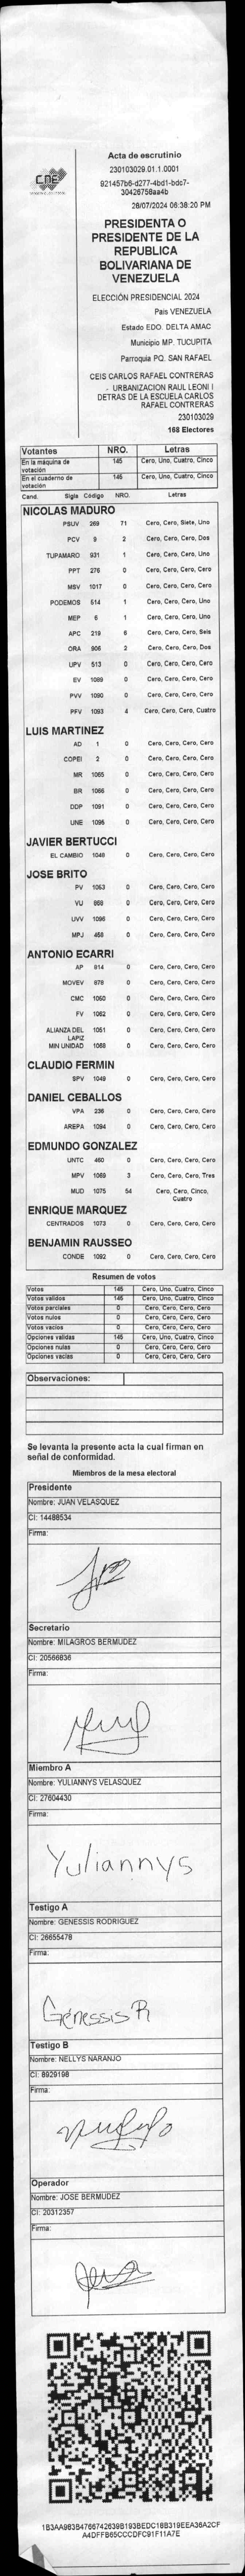 CNE
Acta de escrutinio
230103029.01.1.0001
921457b6-d277-4bd1-bdc7-
30426758aa4b
28/07/2024 06:38:20 PM
PRESIDENTA O
PRESIDENTE DE LA
REPUBLICA
BOLIVARIANA DE
VENEZUELA
ELECCIÓN PRESIDENCIAL 2024
Pais VENEZUELA
Estado EDO. DELTA AMAC
Municipio MP. TUCUPITA
Parroquia PQ. SAN RAFAEL
CEIS CARLOS RAFAEL CONTRERAS
- URBANIZACION RAUL LEONI I
DETRAS DE LA ESCUELA CARLOS
RAFAEL CONTRERAS
230103029
168 Electores
Votantes NRO. Letras
En la máquina de votación 145 Cero, Uno, Cuatro, Cinco
En el cuaderno de votación 145 Cero, Uno, Cuatro, Cinco
Cand. Sigla Código NRO. Letras
NICOLAS MADURO
PSUV 269 71 Cero, Cero, Siete, Uno
PCV 9 2 Cero, Cero, Cero, Dos
TUPAMARO 931 1 Cero, Cero, Cero, Uno
PPT 276 0 Cero, Cero, Cero, Cero
MSV 1017 0 Cero, Cero, Cero, Cero
PODEMOS 514 1 Cero, Cero, Cero, Uno
MEP 6 1 Cero, Cero, Cero, Uno
APC 219 6 Cero, Cero, Cero, Seis
ORA 906 2 Cero, Cero, Cero, Dos
UPV 513 0 Cero, Cero, Cero, Cero
EV 1089 0 Cero, Cero, Cero, Cero
PVV 1090 0 Cero, Cero, Cero, Cero
PFV 1093 4 Cero, Cero, Cero, Cuatro
LUIS MARTINEZ
AD 1 0 Cero, Cero, Cero, Cero
COPEI 2 0 Cero, Cero, Cero, Cero
MR 1065 0 Cero, Cero, Cero, Cero
BR 1066 0 Cero, Cero, Cero, Cero
DDP 1091 0 Cero, Cero, Cero, Cero
UNE 1095 0 Cero, Cero, Cero, Cero
JAVIER BERTUCCI
EL CAMBIO 1048 0 Cero, Cero, Cero, Cero
JOSE BRITO
PV 1053 0 Cero, Cero, Cero, Cero
VU 868 0 Cero, Cero, Cero, Cero
UVV 1096 0 Cero, Cero, Cero, Cero
MPJ 458 0 Cero, Cero, Cero, Cero
ANTONIO ECARRI
AP 814 0 Cero, Cero, Cero, Cero
MOVEV 878 0 Cero, Cero, Cero, Cero
CMC 1050 0 Cero, Cero, Cero, Cero
FV 1062 0 Cero, Cero, Cero, Cero
ALIANZA DEL LAPIZ 1051 0 Cero, Cero, Cero, Cero
MIN UNIDAD 1068 0 Cero, Cero, Cero, Cero
CLAUDIO FERMIN
SPV 1049 0 Cero, Cero, Cero, Cero
DANIEL CEBALLOS
VPA 236 0 Cero, Cero, Cero, Cero
AREPA 1094 0 Cero, Cero, Cero, Cero
EDMUNDO GONZALEZ
UNTC 460 0 Cero, Cero, Cero, Cero
MPV 1069 3 Cero, Cero, Cero, Tres
MUD 1075 54 Cero, Cero, Cinco, Cuatro
ENRIQUE MARQUEZ
CENTRADOS 1073 0 Cero, Cero, Cero, Cero
BENJAMIN RAUSSEO
CONDE 1092 0 Cero, Cero, Cero, Cero
Resumen de votos
Votos 145 Cero, Uno, Cuatro, Cinco
Votos validos 145 Cero, Uno, Cuatro, Cinco
Votos parciales 0 Cero, Cero, Cero, Cero
Votos nulos 0 Cero, Cero, Cero, Cero
Votos vacíos 0 Cero, Cero, Cero, Cero
Opciones validas 145 Cero, Uno, Cuatro, Cinco
Opciones nulas 0 Cero, Cero, Cero, Cero
Opciones vacias 0 Cero, Cero, Cero, Cero
Observaciones:
Se levanta la presente acta la cual firman en
señal de conformidad.
Miembros de la mesa electoral
Presidente
Nombre: JUAN VELASQUEZ
CI: 14488534
Firma:
Secretario
Nombre: MILAGROS BERMUDEZ
CI: 20566836
Firma:
Miembro A
Nombre: YULIANNYS VELASQUEZ
CI: 27604430
Firma:
Yuliannys
Testigo A
Nombre: GENESSIS RODRIGUEZ
CI: 26655478
Firma:
Génessis R
Testigo B
Nombre: NELLYS NARANJO
CI: 8929198
Firma:
Operador
Nombre: JOSE BERMUDEZ
CI: 20312357
Firma:
1B3AA983B4766742639B193BEDC18B319EEA36A2CF
A4DFFB65CCCDFC91F11A7E